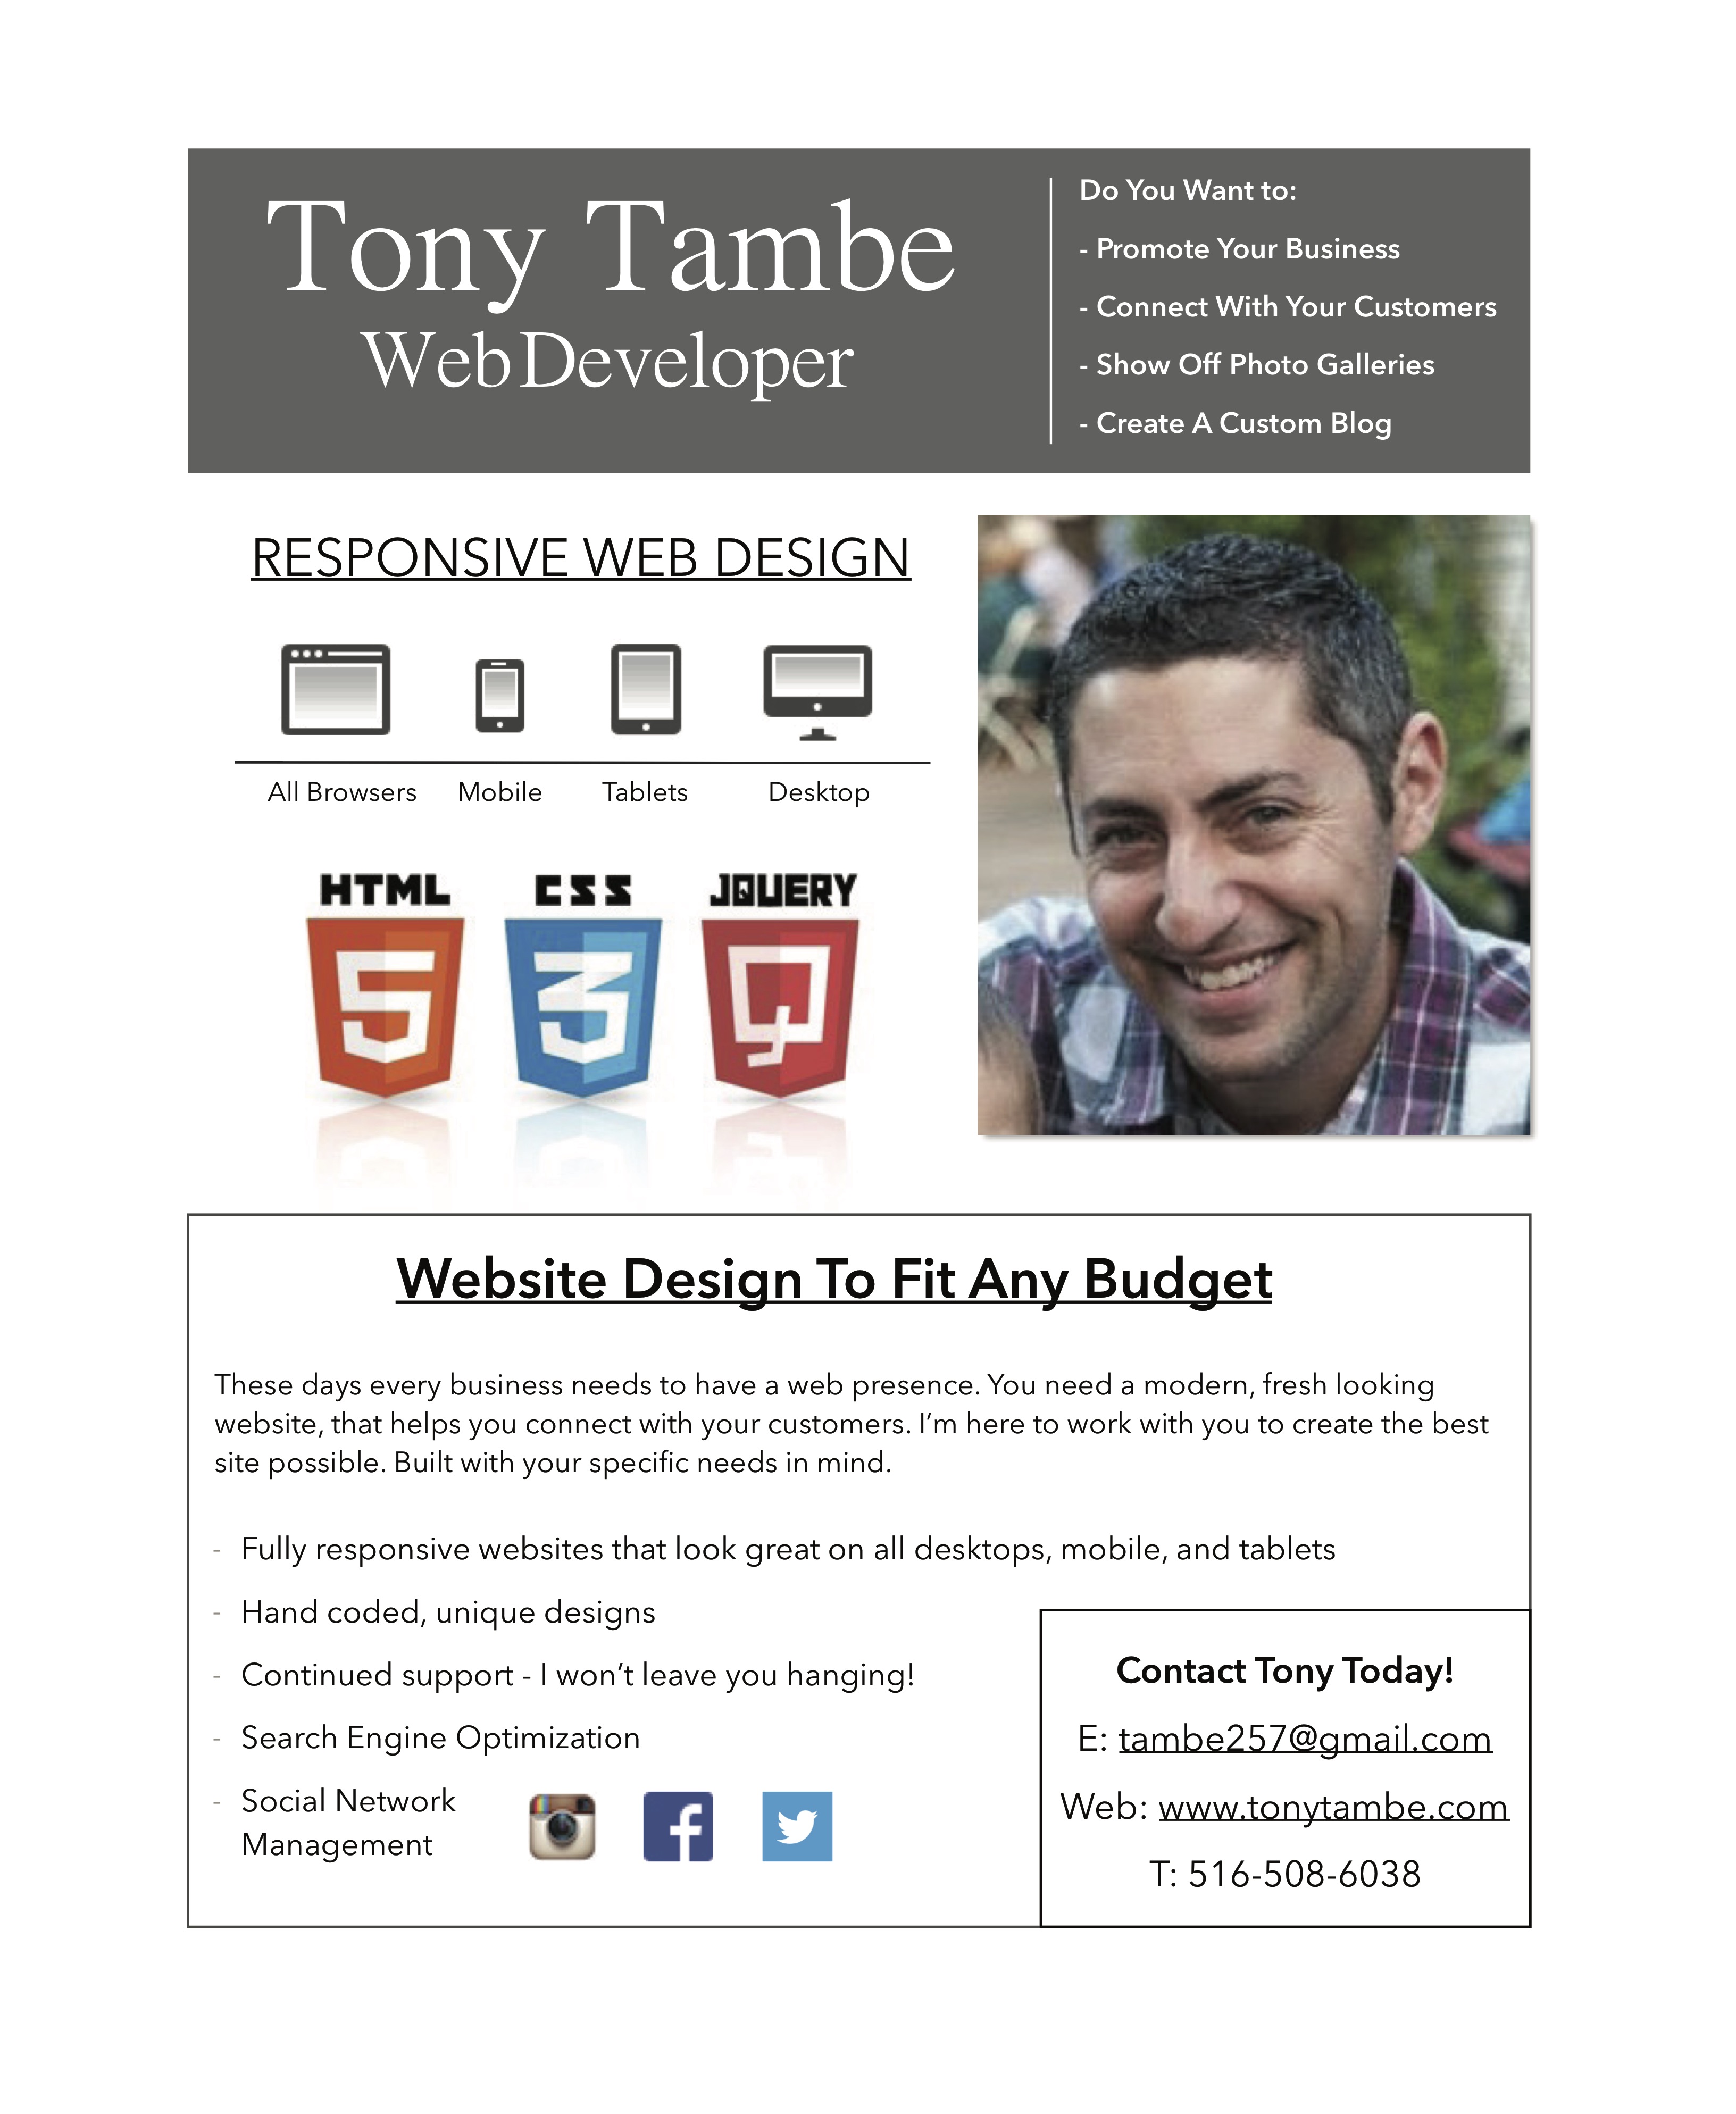 Tony Tambe
Web Developer
Do You Want to:
- Promote Your Business
- Connect With Your Customers
- Show Off Photo Galleries
- Create A Custom Blog
RESPONSIVE WEB DESIGN
All Browsers Mobile Tablets Desktop
HTML CSS JQUERY
5 3
Website Design To Fit Any Budget
These days every business needs to have a web presence. You need a modern, fresh looking
website, that helps you connect with your customers. I’m here to work with you to create the best
site possible. Built with your specific needs in mind.
- Fully responsive websites that look great on all desktops, mobile, and tablets
- Hand coded, unique designs
- Continued support - I won’t leave you hanging!
- Search Engine Optimization
- Social Network
Management
f
Contact Tony Today!
E: tambe257@gmail.com
Web: www.tonytambe.com
T: 516-508-6038